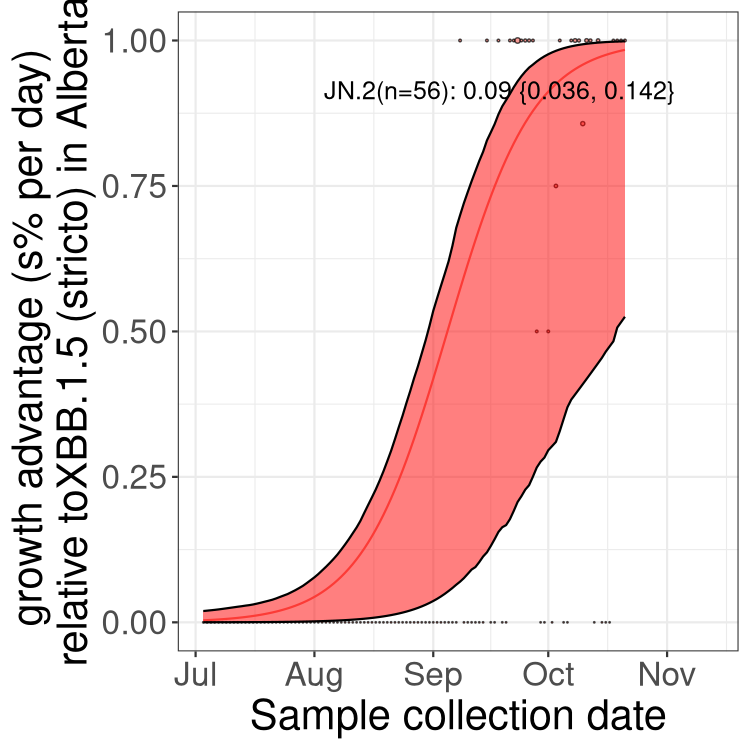 growth advantage (s% per day)
relative toXBB.1.5 (stricto) in Alberta
1.00
0.75
0.50
0.25
0.00
JN.2(n=56): 0.09 {0.036, 0.142}
Jul Aug Sep Oct Nov
Sample collection date